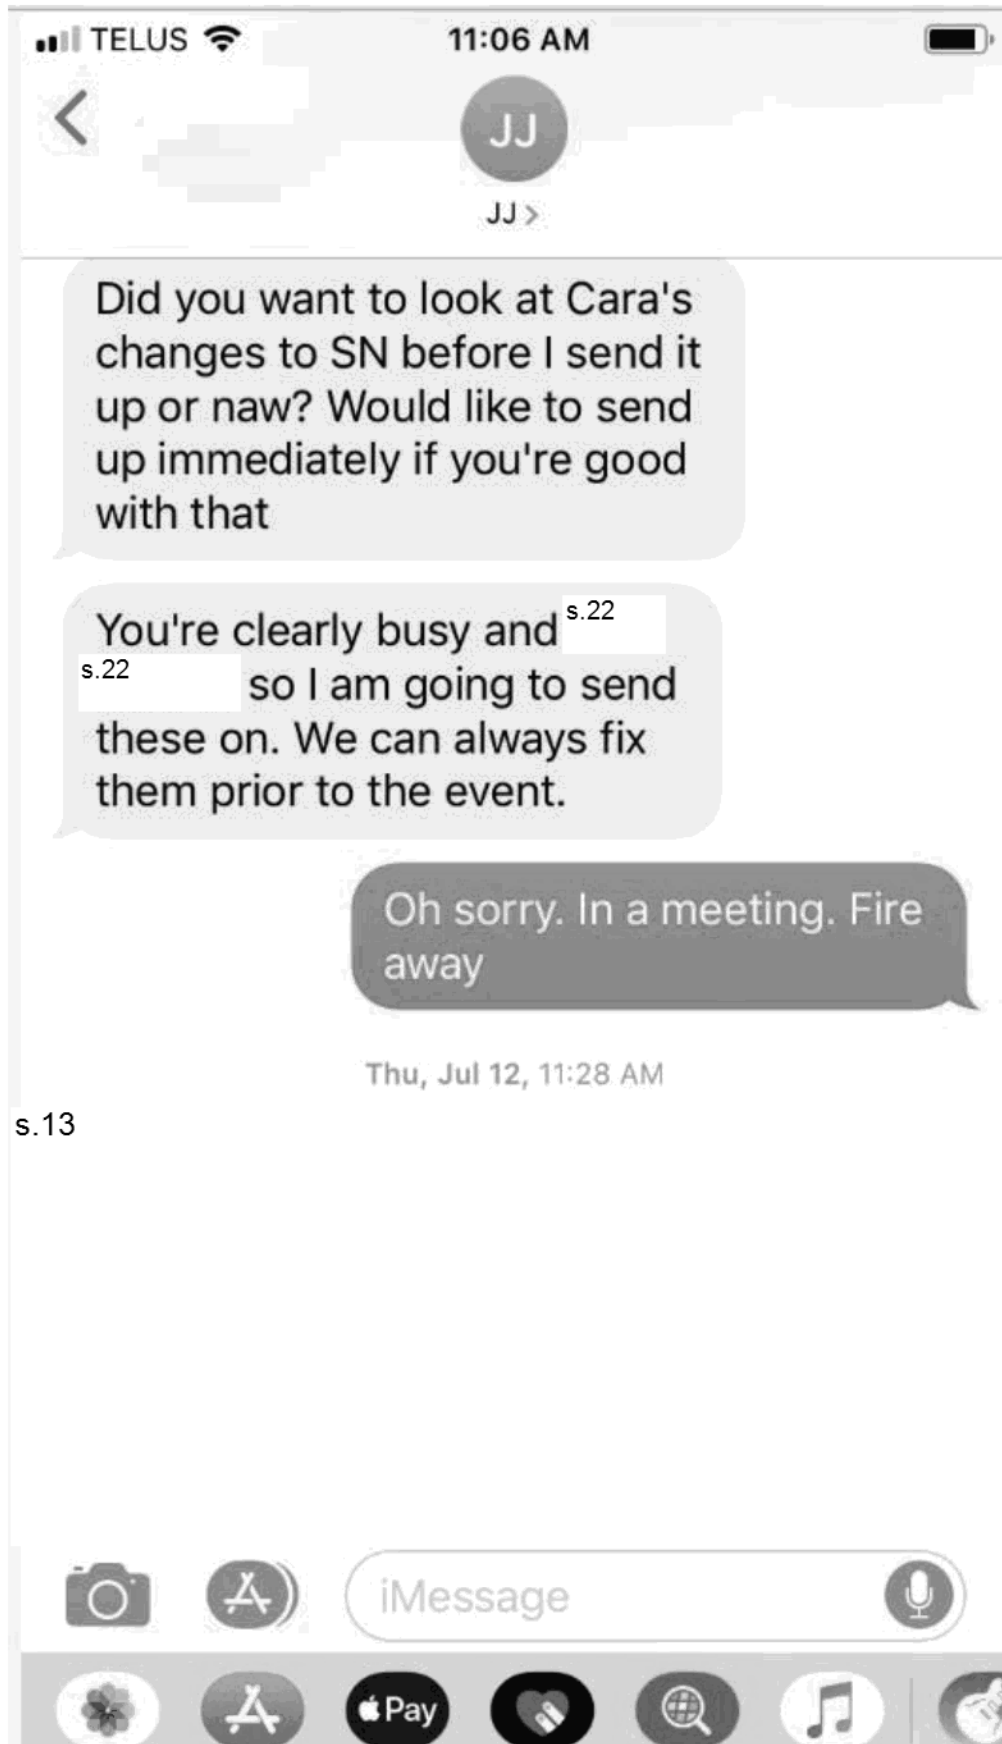 TELUS 11:06 AM
JJ
JJ >
Did you want to look at Cara's
changes to SN before I send it
up or naw? Would like to send
up immediately if you're good
with that
You're clearly busy and s.22
s.22 so I am going to send
these on. We can always fix
them prior to the event.
Oh sorry. In a meeting. Fire
away
Thu, Jul 12, 11:28 AM
s.13
iMessage
Pay